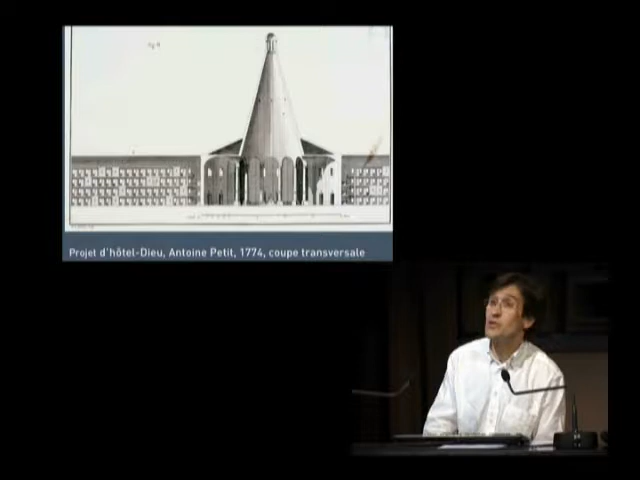 Projet d'hôtel-Dieu, Antoine Petit, 1774, coupe transversale